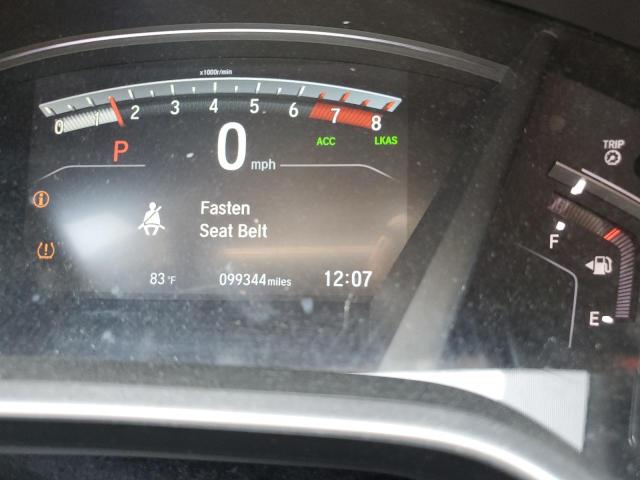 x1000r/min
0 1 2 3 4 5 6 7 8
P
0 mph
ACC
LKAS
TRIP
Fasten
Seat Belt
F
E
83°F
099344 miles
12:07